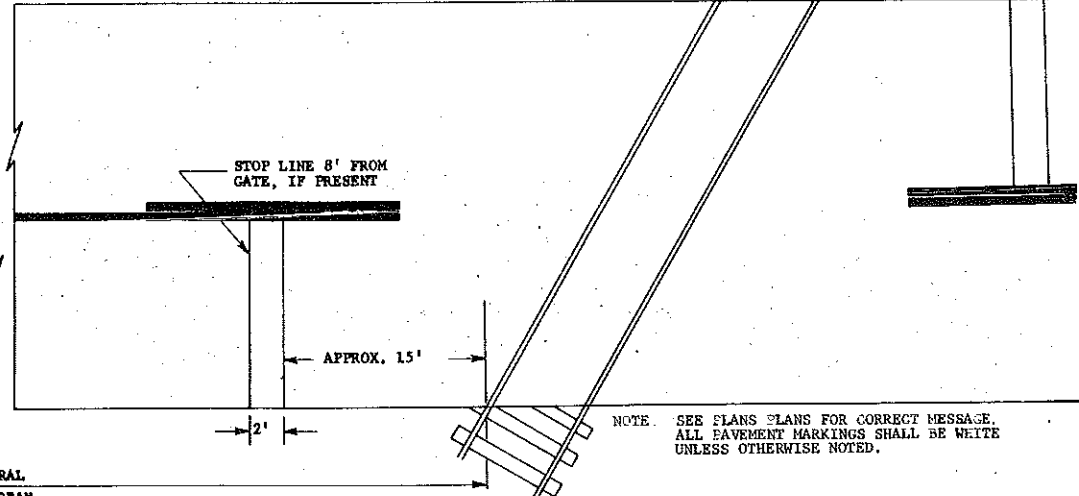 STOP LINE 8' FROM
GATE, IF PRESENT
APPROX. 15'
2'
NOTE. SEE PLANS PLANS FOR CORRECT MESSAGE,
ALL PAVEMENT MARKINGS SHALL BE WHITE
UNLESS OTHERWISE NOTED.